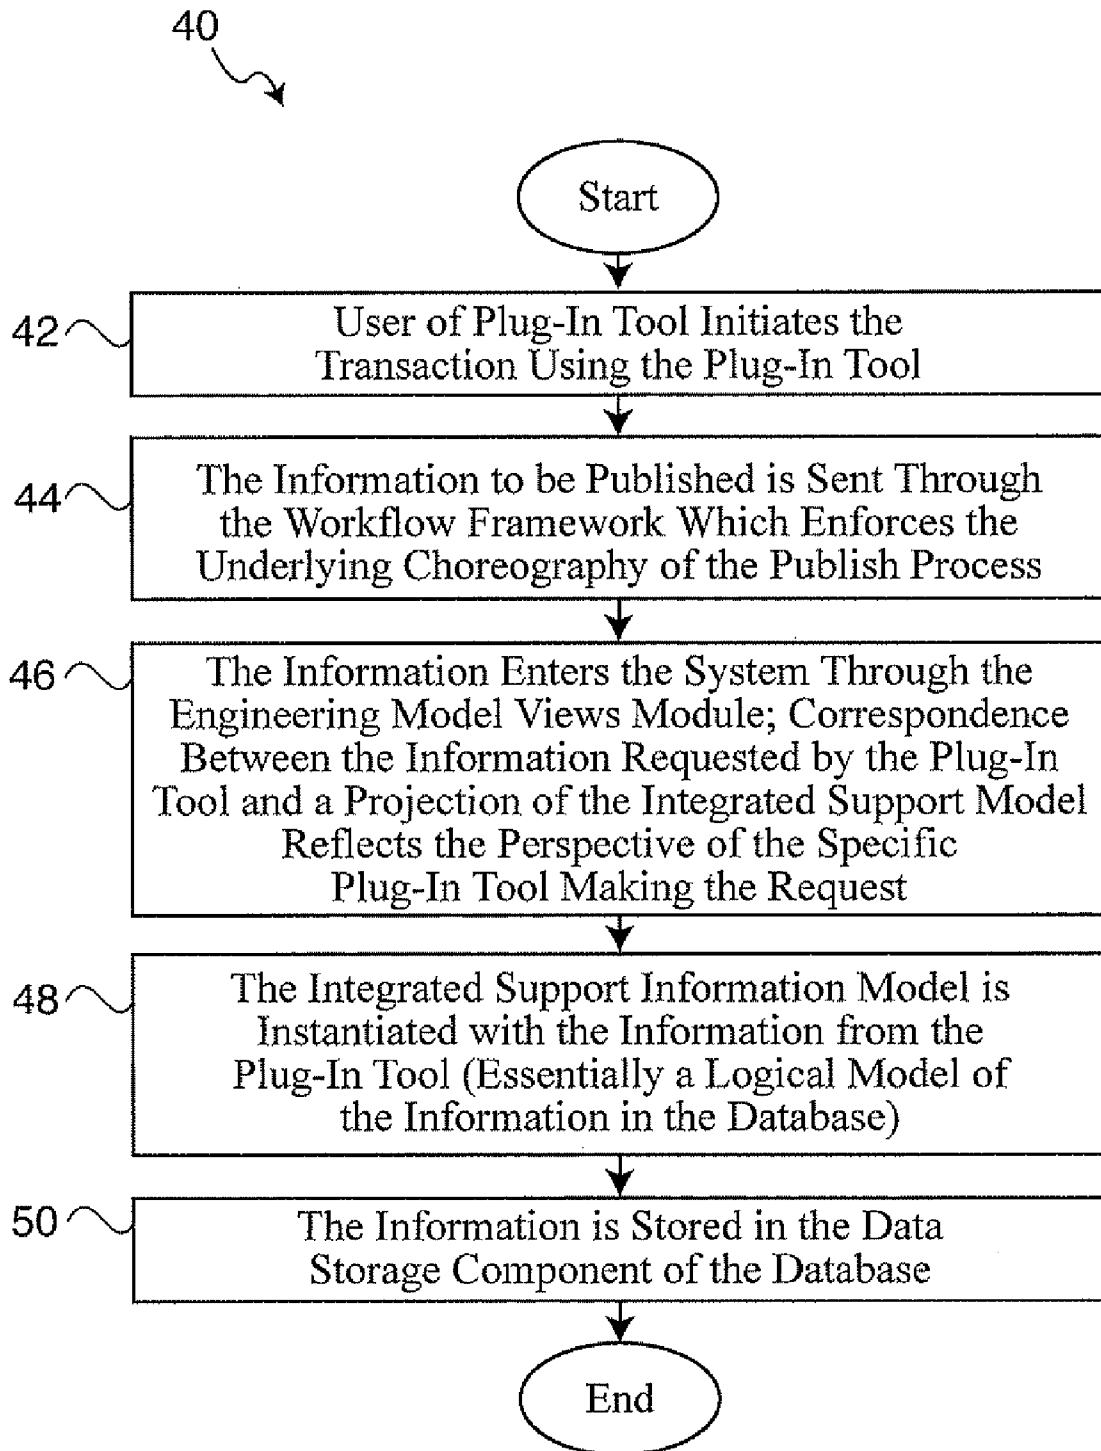 40
Start
42
User of Plug-In Tool Initiates the
Transaction Using the Plug-In Tool
44
The Information to be Published is Sent Through
the Workflow Framework Which Enforces the
Underlying Choreography of the Publish Process
46
The Information Enters the System Through the
Engineering Model Views Module; Correspondence
Between the Information Requested by the Plug-In
Tool and a Projection of the Integrated Support Model
Reflects the Perspective of the Specific
Plug-In Tool Making the Request
48
The Integrated Support Information Model is
Instantiated with the Information from the
Plug-In Tool (Essentially a Logical Model of
the Information in the Database)
50
The Information is Stored in the Data
Storage Component of the Database
End